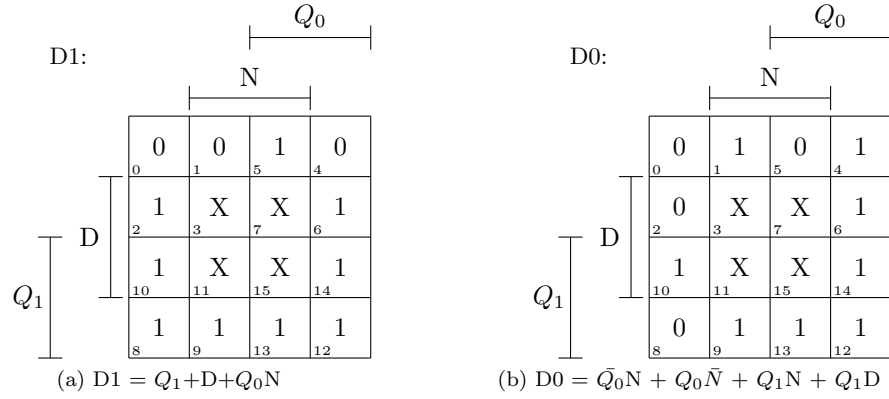 Q₀ Q₀
D1: D0:
N N
0 0 1 0 0 1 0 1
0 1 5 4 0 1 5 4
1 X X 1 0 X X 1
2 3 7 6 2 3 7 6
D D
1 X X 1 1 X X 1
10 11 15 14 10 11 15 14
Q₁ Q₁
1 1 1 1 0 1 1 1
8 9 13 12 8 9 13 12
(a) D1 = Q₁+D+Q₀N (b) D0 = Q̄₀N + Q₀N̄ + Q₁N + Q₁D